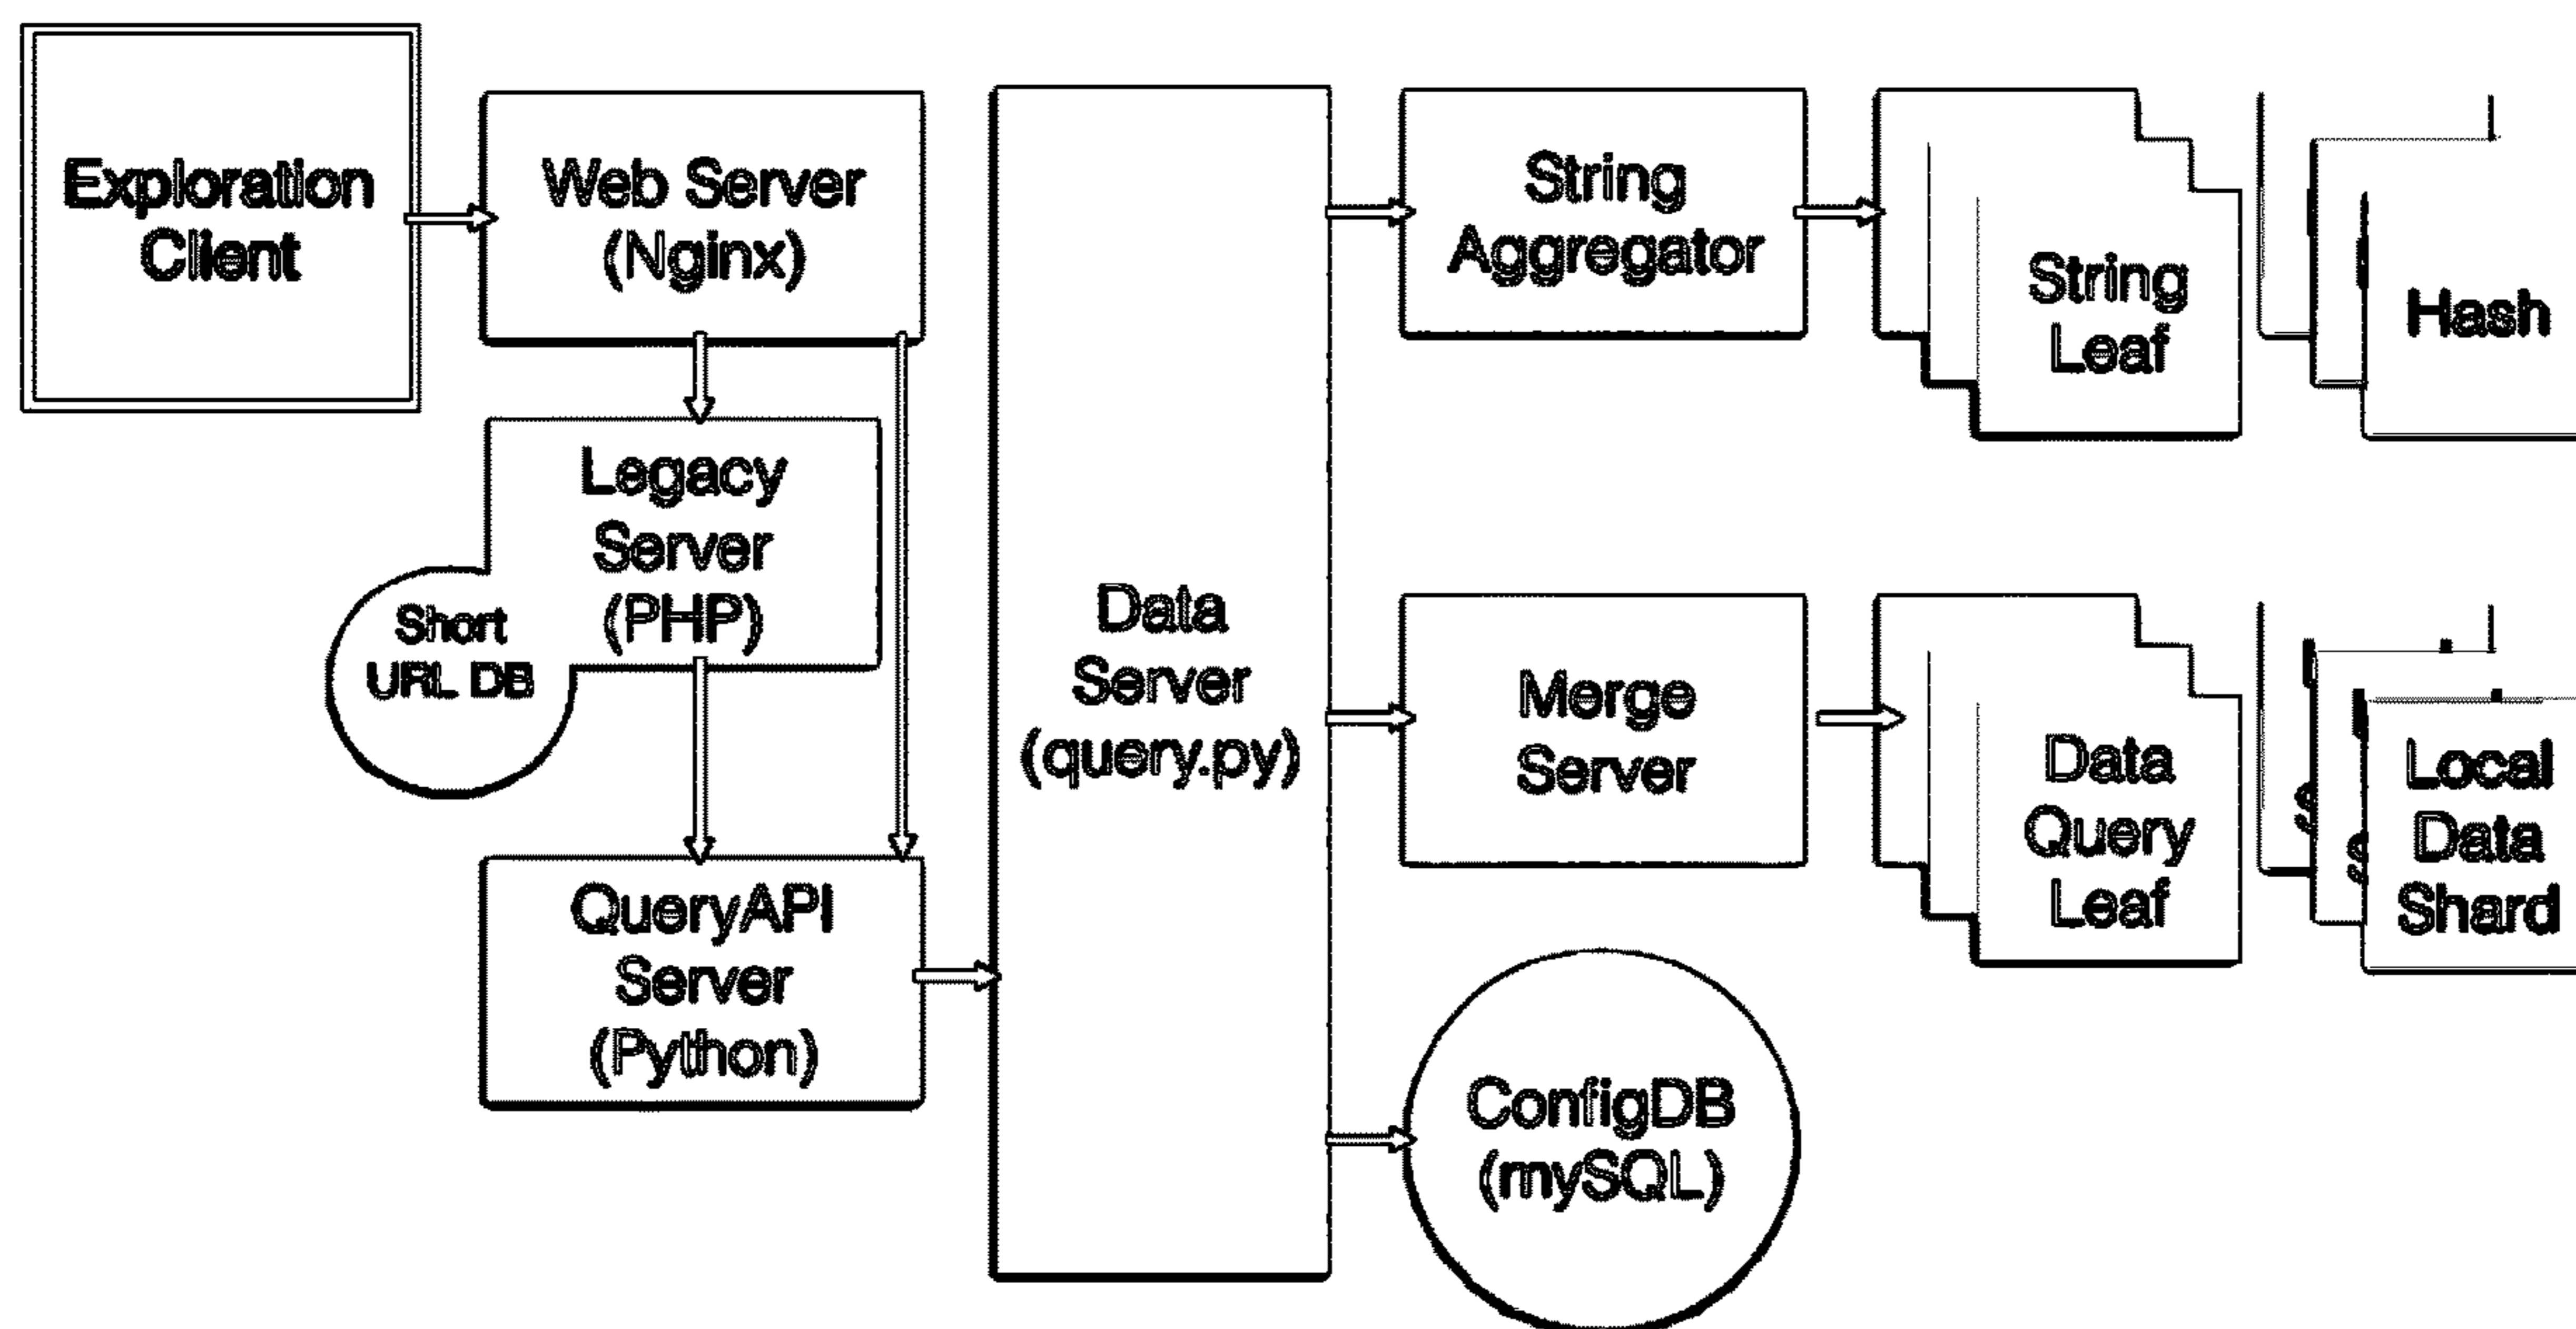 Exploration
Client
Web Server
(Nginx)
Legacy
Server
(PHP)
Short
URL DB
QueryAPI
Server
(Python)
Data
Server
(query.py)
String
Aggregator
String
Leaf
Hash
Merge
Server
Data
Query
Leaf
Local
Data
Shard
ConfigDB
(mySQL)